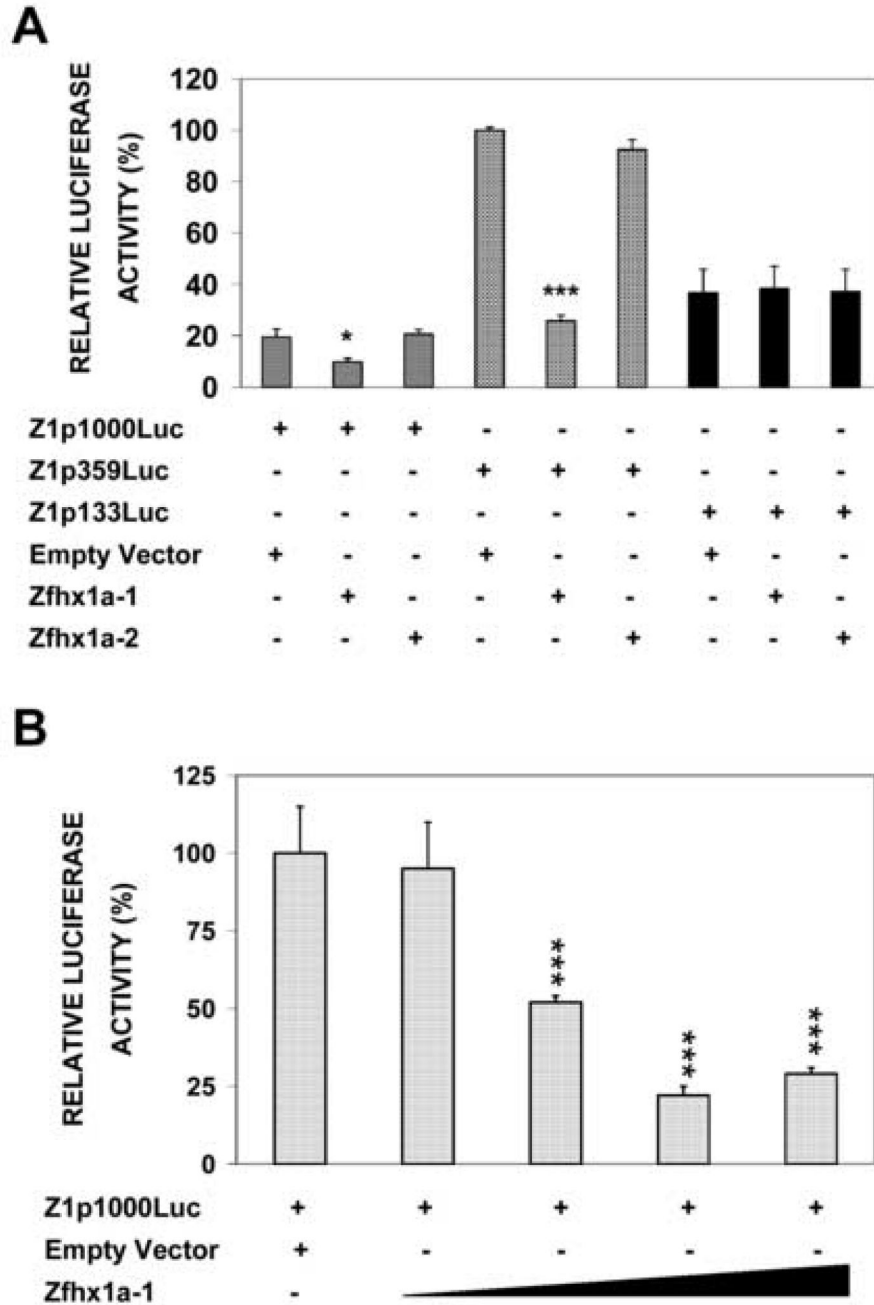 A
RELATIVE LUCIFERASE
ACTIVITY (%)
120
100
80
60
40
20
0
*
***
Z1p1000Luc + + + - - - - - -
Z1p359Luc - - - + + + - - -
Z1p133Luc - - - - - - + + +
Empty Vector + - - + - - + - -
Zfhx1a-1 - + - - + - - + -
Zfhx1a-2 - - + - - + - - +
B
RELATIVE LUCIFERASE
ACTIVITY (%)
125
100
75
50
25
0
***
***
***
Z1p1000Luc + + + + +
Empty Vector + - - - -
Zfhx1a-1 -